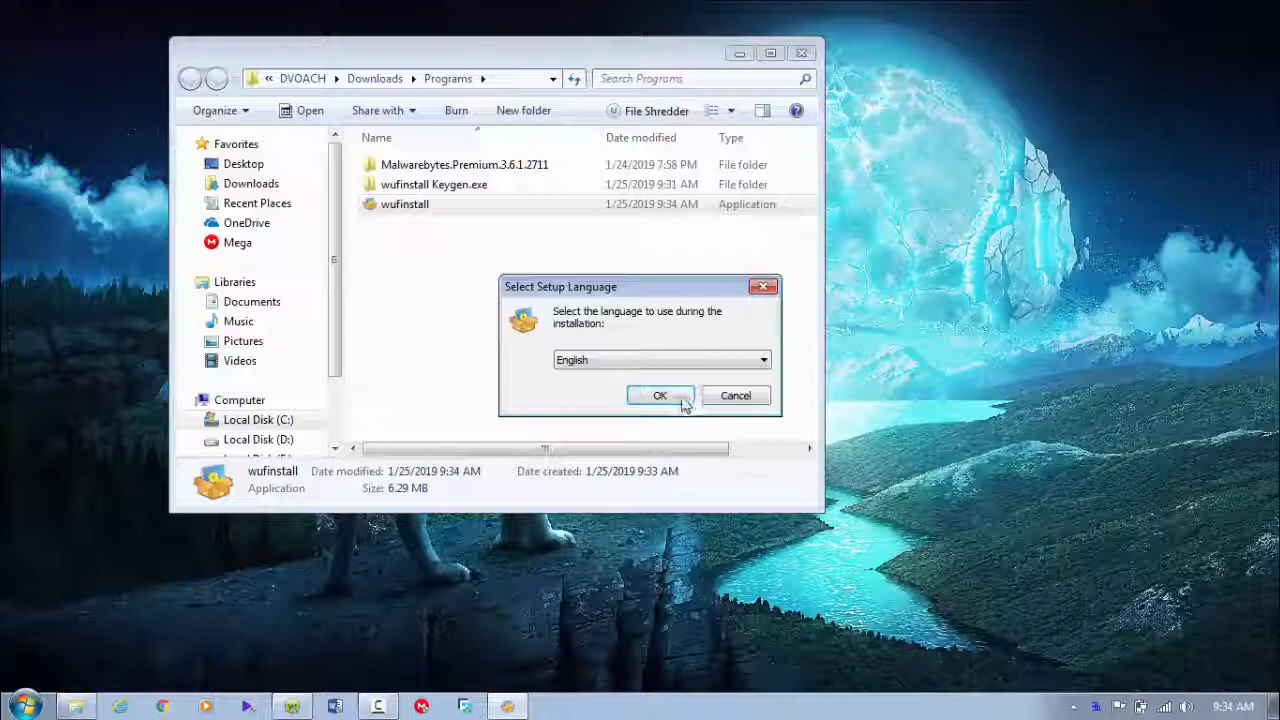 « DVOACH ▸ Downloads ▸ Programs ▸
Search Programs
Organize Open Share with Burn New folder File Shredder
Name Date modified Type
Favorites
Desktop
Downloads
Recent Places
OneDrive
Mega
Libraries
Documents
Music
Pictures
Videos
Computer
Local Disk (C:)
Local Disk (D:)
Malwarebytes.Premium.3.6.1.2711 1/24/2019 7:58 PM File folder
wufinstall Keygen.exe 1/25/2019 9:31 AM File folder
wufinstall 1/25/2019 9:34 AM Application
Select Setup Language
Select the language to use during the
installation:
English
OK Cancel
wufinstall Date modified: 1/25/2019 9:34 AM Date created: 1/25/2019 9:33 AM
Application Size: 6.29 MB
9:34 AM